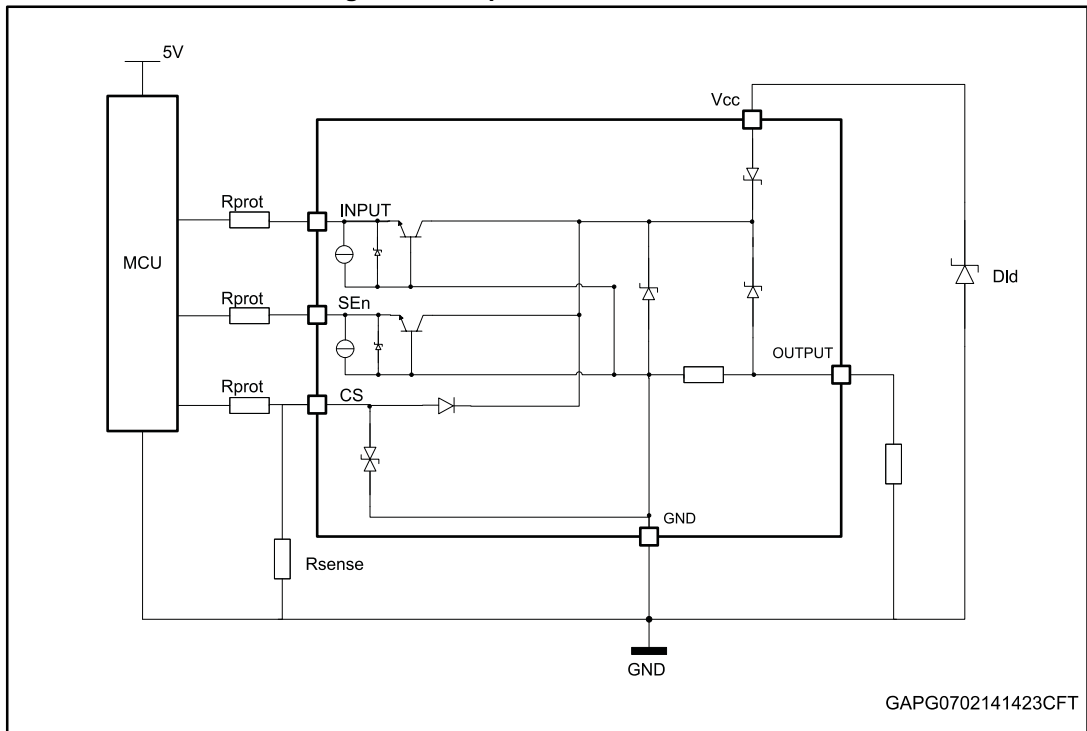 5V
Vcc
Rprot
INPUT
MCU
Dld
Rprot
SEn
OUTPUT
Rprot
CS
GND
Rsense
GND
GAPG0702141423CFT